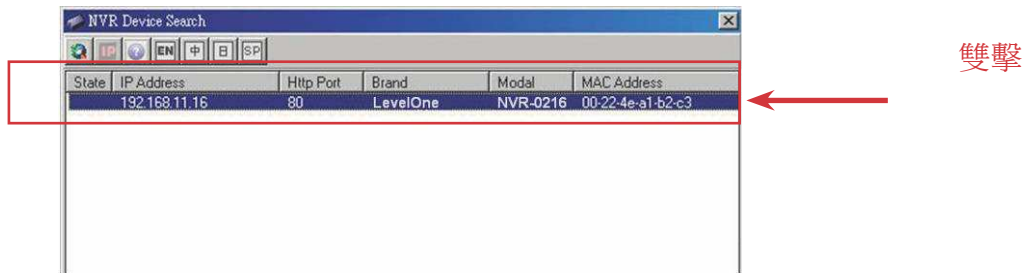 NVR Device Search
IP EN 中 日 SP
雙擊
State IP Address Http Port Brand Modal MAC Address
192.168.11.16 80 LevelOne NVR-0216 00-22-4e-a1-b2-c3